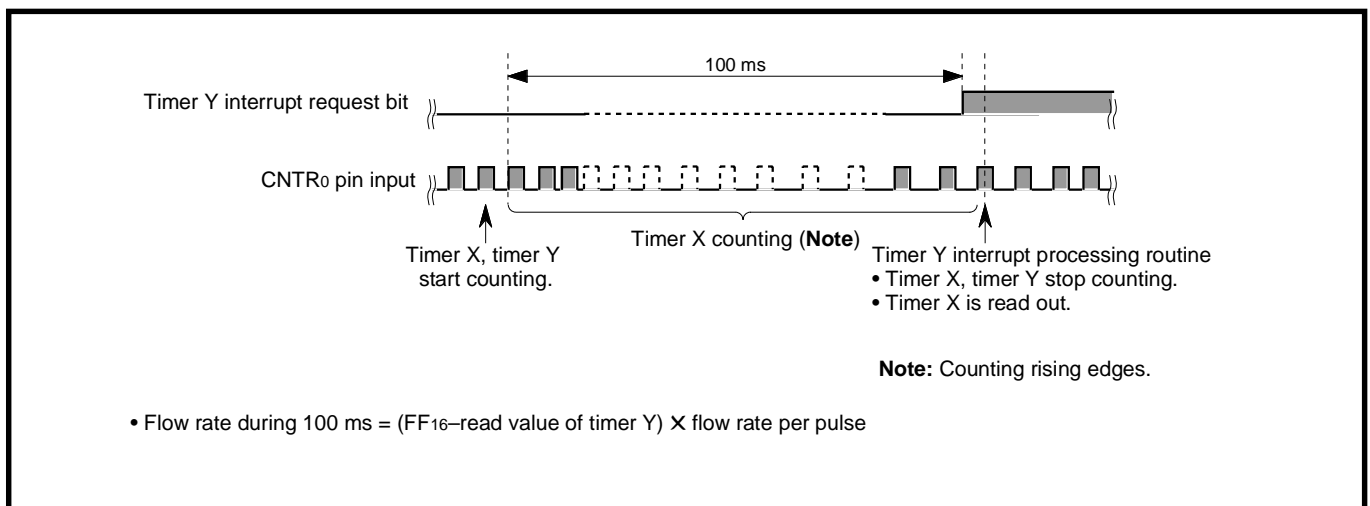 100 ms
Timer Y interrupt request bit
CNTR0 pin input
Timer X counting (Note)
Timer X, timer Y
start counting.
Timer Y interrupt processing routine
• Timer X, timer Y stop counting.
• Timer X is read out.
Note: Counting rising edges.
• Flow rate during 100 ms = (FF16–read value of timer Y) × flow rate per pulse